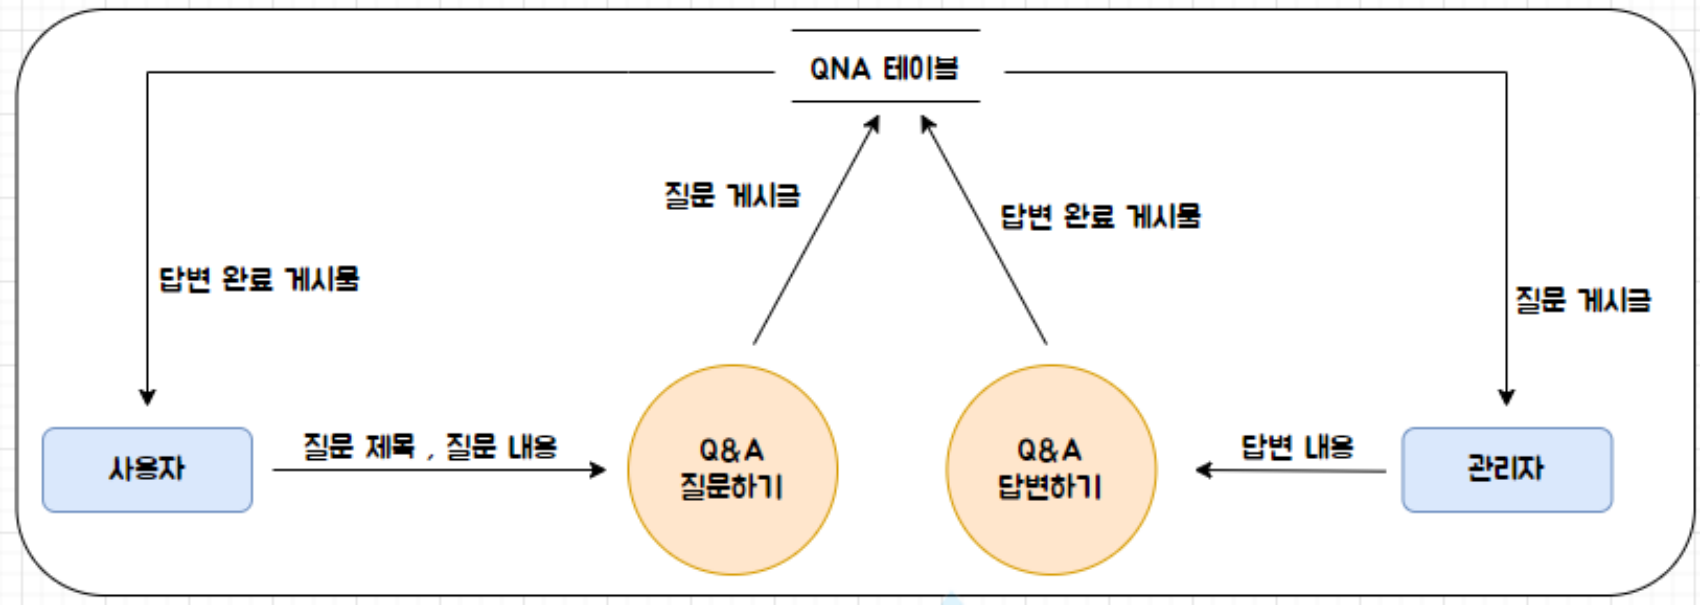 QNA 테이블
질문 게시글
답변 완료 게시물
답변 완료 게시물
질문 게시글
사용자
질문 제목 , 질문 내용
Q&A
질문하기
Q&A
답변하기
답변 내용
관리자